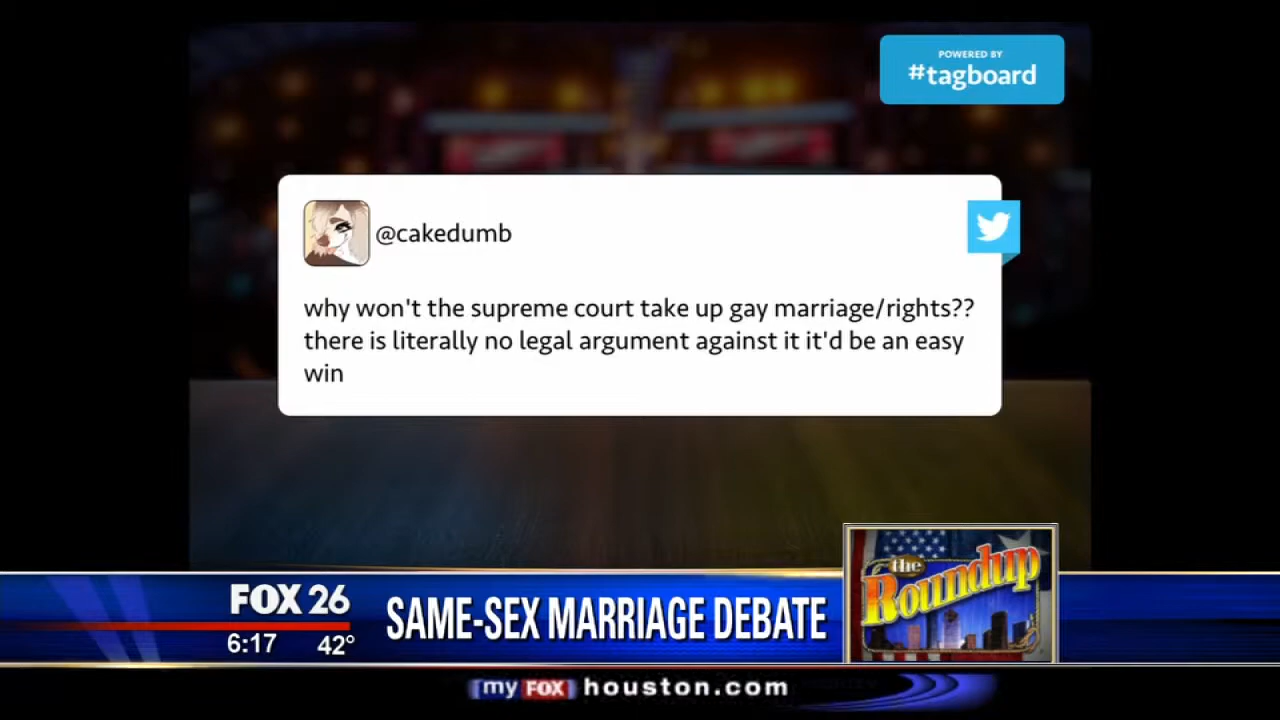 POWERED BY
#tagboard
@cakedumb
why won't the supreme court take up gay marriage/rights??
there is literally no legal argument against it it'd be an easy
win
FOX 26
6:17 42°
SAME-SEX MARRIAGE DEBATE
the
Roundup
my FOX houston.com